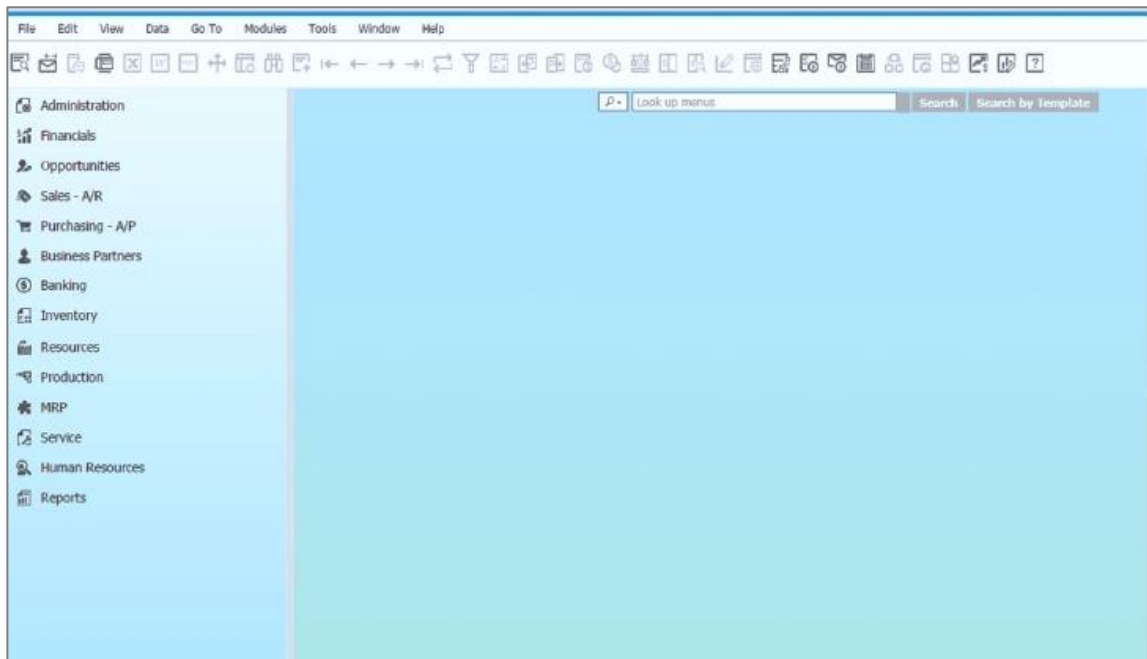 File Edit View Data Go To Modules Tools Window Help
Look up menus Search Search by Template
Administration
Financials
Opportunities
Sales - A/R
Purchasing - A/P
Business Partners
Banking
Inventory
Resources
Production
MRP
Service
Human Resources
Reports